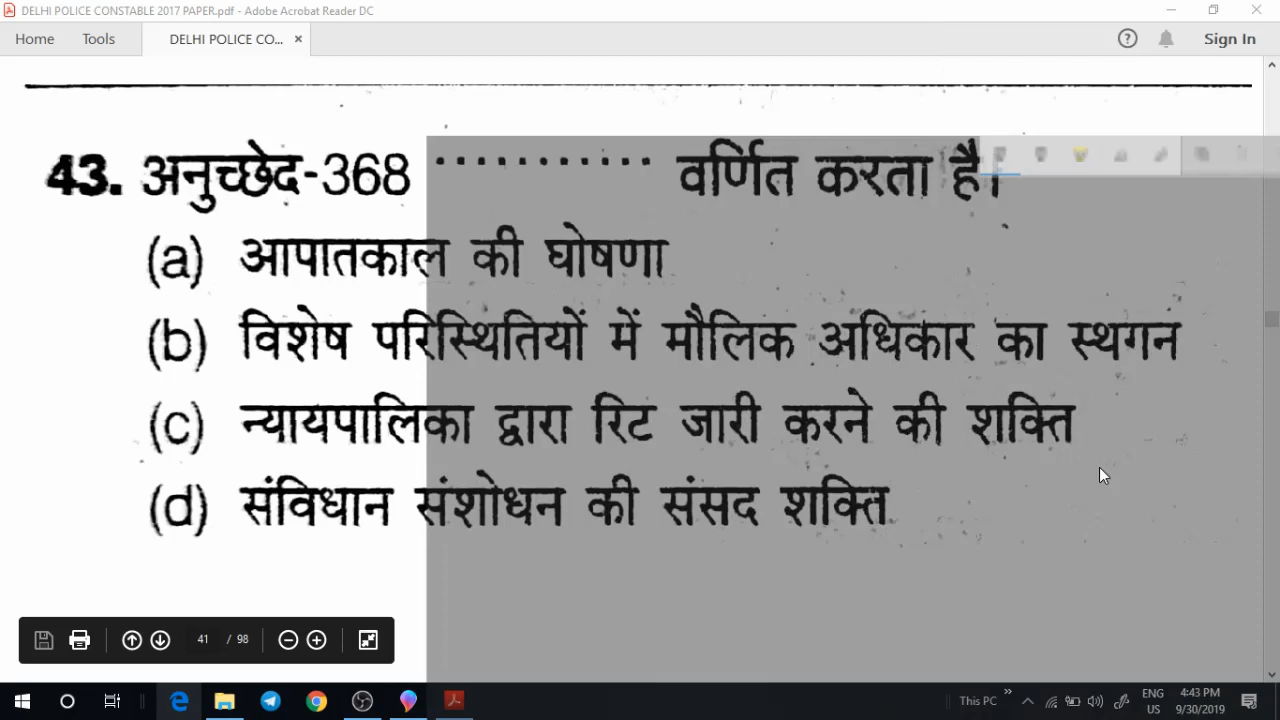 DELHI POLICE CONSTABLE 2017 PAPER.pdf - Adobe Acrobat Reader DC
Home Tools DELHI POLICE CO... × Sign In
43. अनुच्छेद-368 ........... वर्णित करता है।
(a) आपातकाल की घोषणा
(b) विशेष परिस्थितियों में मौलिक अधिकार का स्थगन
(c) न्यायपालिका द्वारा रिट जारी करने की शक्ति
(d) संविधान संशोधन की संसद शक्ति
41 / 98
This PC » ENG 4:43 PM
US 9/30/2019